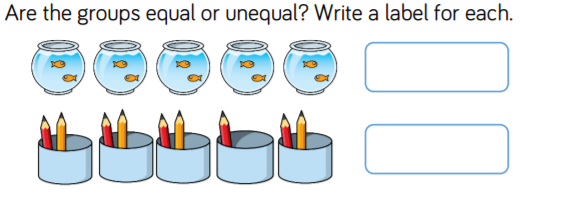 Are the groups equal or unequal? Write a label for each.